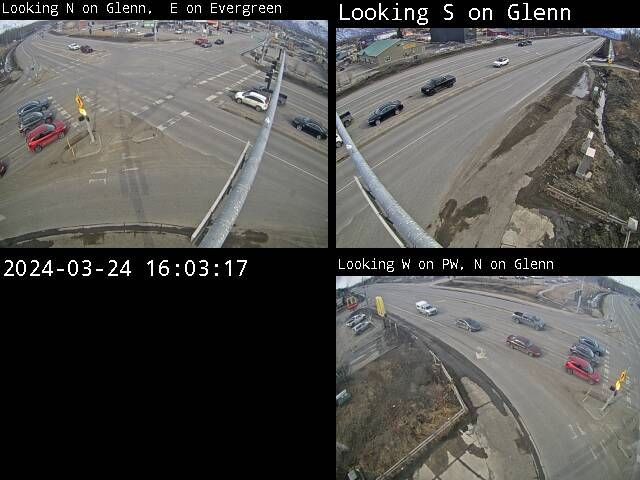 Looking N on Glenn,  E on Evergreen
Looking S on Glenn
2024-03-24 16:03:17
Looking W on PW, N on Glenn